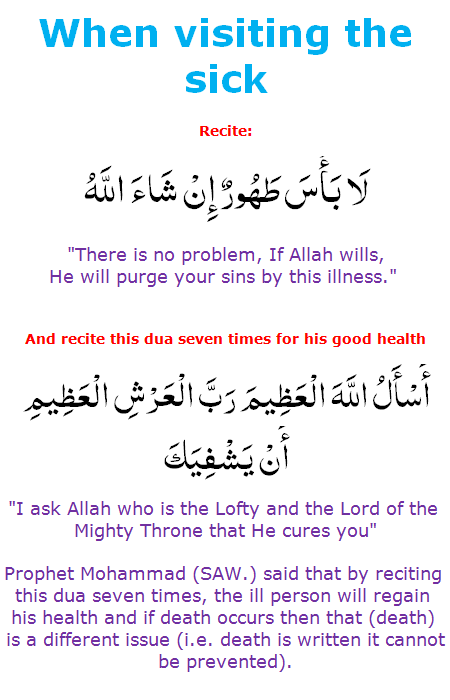 When visiting the
sick
Recite:
لَا بَأْسَ طَهُورٌ إِنْ شَاءَ اللَّهُ
"There is no problem, If Allah wills,
He will purge your sins by this illness."
And recite this dua seven times for his good health
أَسْأَلُ اللَّهَ الْعَظِيمَ رَبَّ الْعَرْشِ الْعَظِيمِ
أَنْ يَشْفِيَكَ
"I ask Allah who is the Lofty and the Lord of the
Mighty Throne that He cures you"
Prophet Mohammad (SAW.) said that by reciting
this dua seven times, the ill person will regain
his health and if death occurs then that (death)
is a different issue (i.e. death is written it cannot
be prevented).